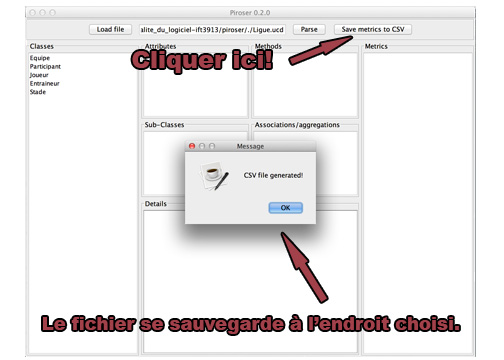 Piroser 0.2.0
Load file
alite_du_logiciel-ift3913/piroser/./Ligue.ucd
Parse
Save metrics to CSV
Classes
Attributes
Methods
Metrics
Cliquer ici!
Equipe
Participant
Joueur
Entraineur
Stade
Sub-Classes
Associations/aggregations
Message
CSV file generated!
OK
Details
Le fichier se sauvegarde à l'endroit choisi.